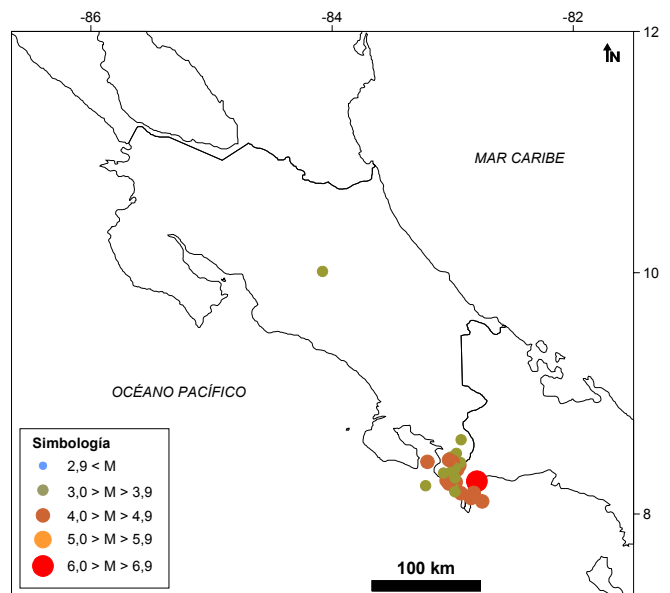 -86
-84
-82
12
N
MAR CARIBE
10
OCÉANO PACÍFICO
Simbología
2,9 < M
3,0 > M > 3,9
4,0 > M > 4,9
5,0 > M > 5,9
6,0 > M > 6,9
8
100 km